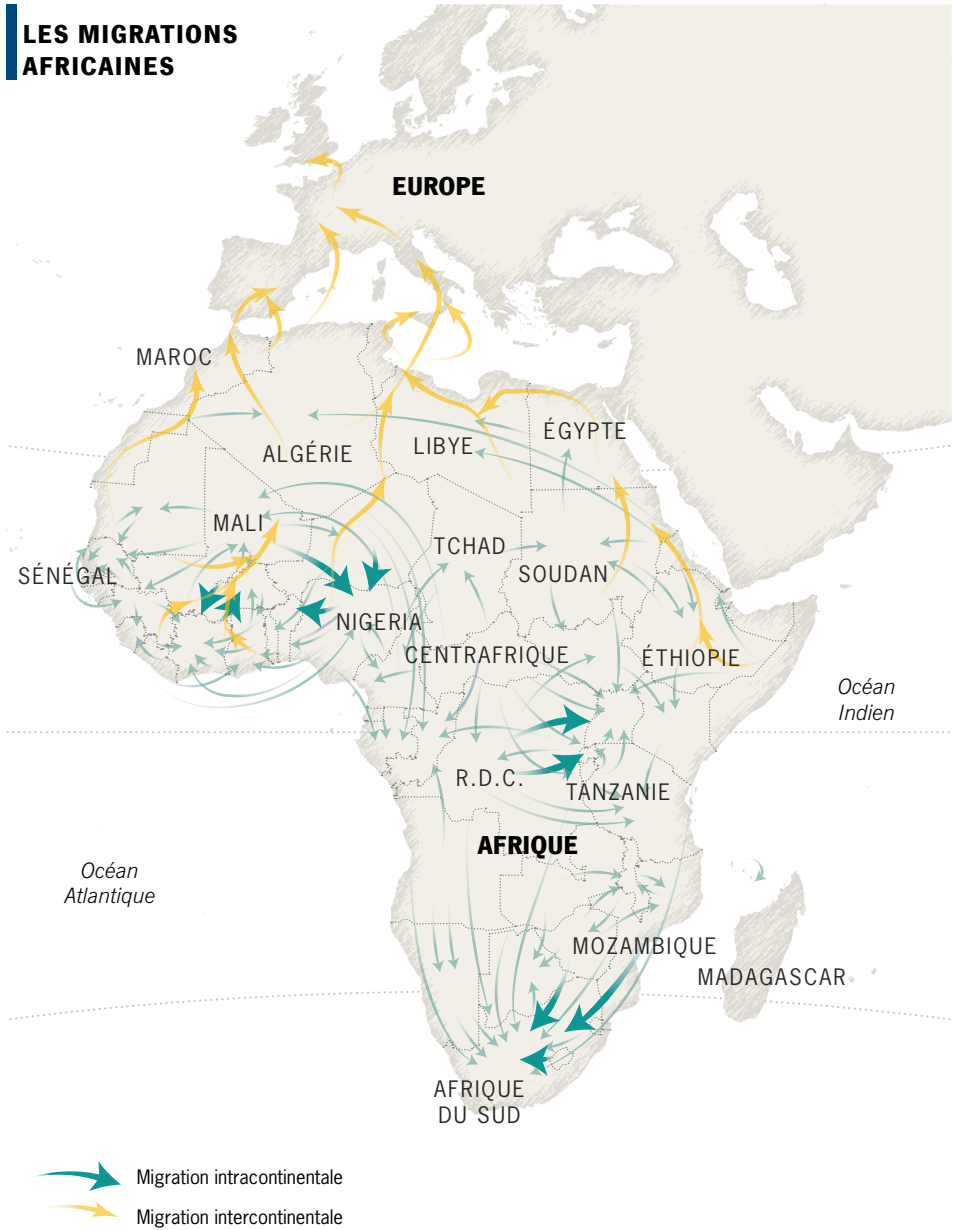 LES MIGRATIONS
AFRICAINES
EUROPE
MAROC
ALGÉRIE
LIBYE
ÉGYPTE
MALI
TCHAD
SÉNÉGAL
SOUDAN
NIGERIA
CENTRAFRIQUE
ÉTHIOPIE
Océan
Indien
R.D.C.
TANZANIE
AFRIQUE
Océan
Atlantique
MOZAMBIQUE
MADAGASCAR
AFRIQUE
DU SUD
Migration intracontinentale
Migration intercontinentale